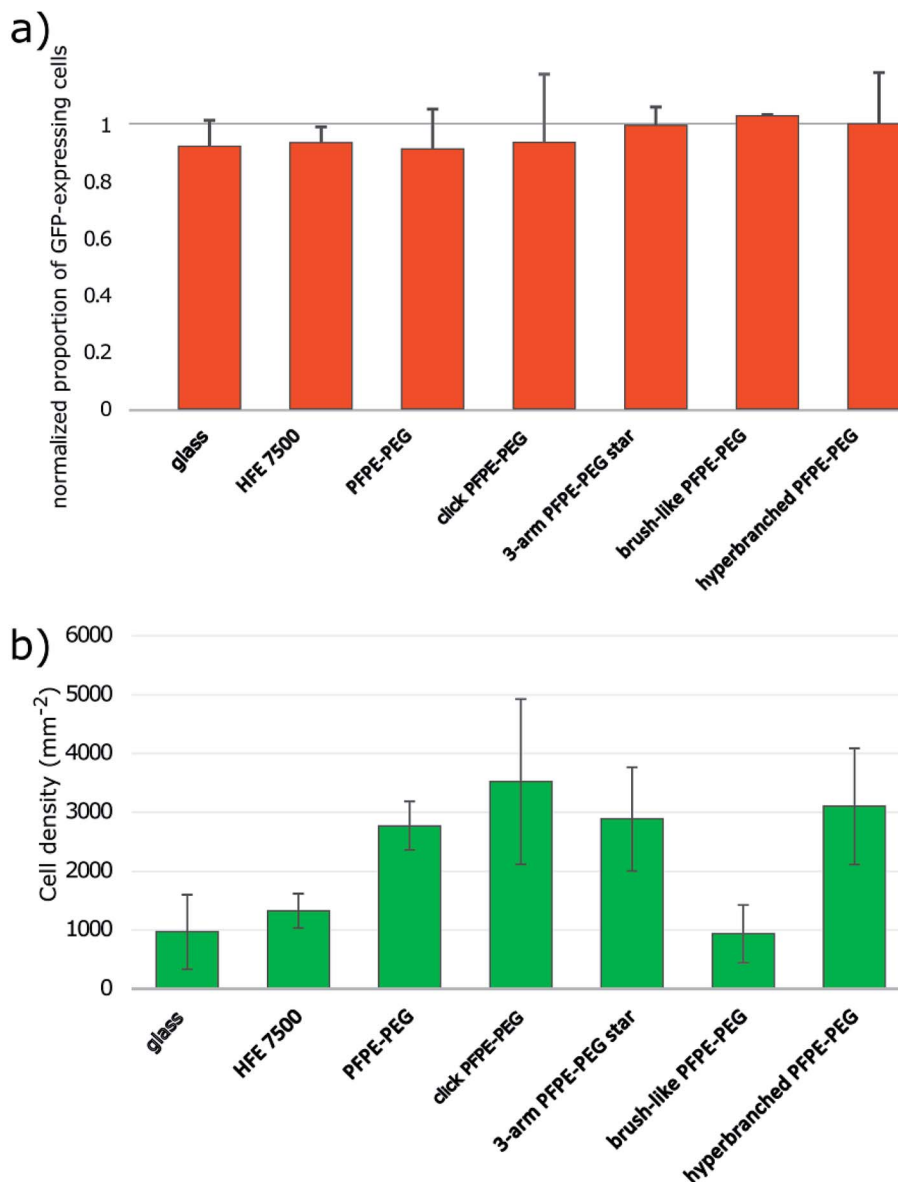 a)
normalized proportion of GFP-expressing cells
1
0.8
0.6
0.4
0.2
0
glass
HFE 7500
PFPE-PEG
click PFPE-PEG
3-arm PFPE-PEG star
brush-like PFPE-PEG
hyperbranched PFPE-PEG
b)
Cell density (mm⁻²)
6000
5000
4000
3000
2000
1000
0
glass
HFE 7500
PFPE-PEG
click PFPE-PEG
3-arm PFPE-PEG star
brush-like PFPE-PEG
hyperbranched PFPE-PEG